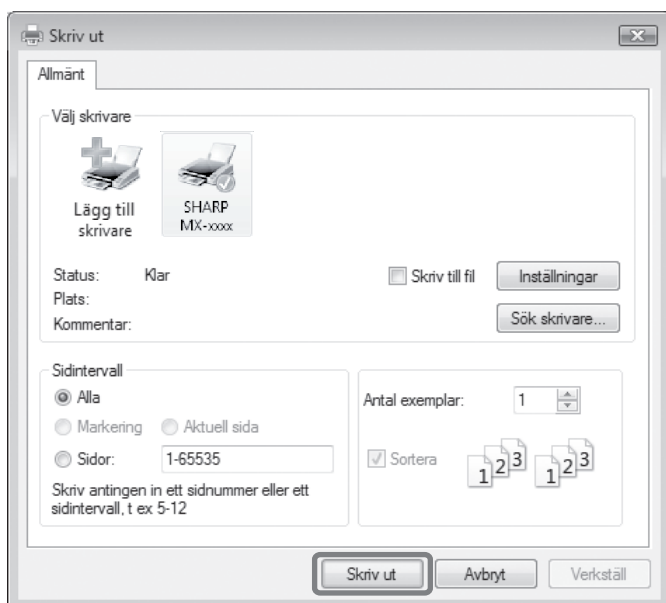 Skriv ut
Allmänt
Välj skrivare
Lägg till
skrivare
SHARP
MX-xxxx
Status: Klar
Plats:
Kommentar:
Skriv till fil
Inställningar
Sök skrivare...
Sidintervall
Alla
Markering Aktuell sida
Sidor: 1-65535
Skriv antingen in ett sidnummer eller ett
sidintervall, t ex 5-12
Antal exemplar: 1
Sortera
1 2 3 1 2 3
Skriv ut Avbryt Verkställ